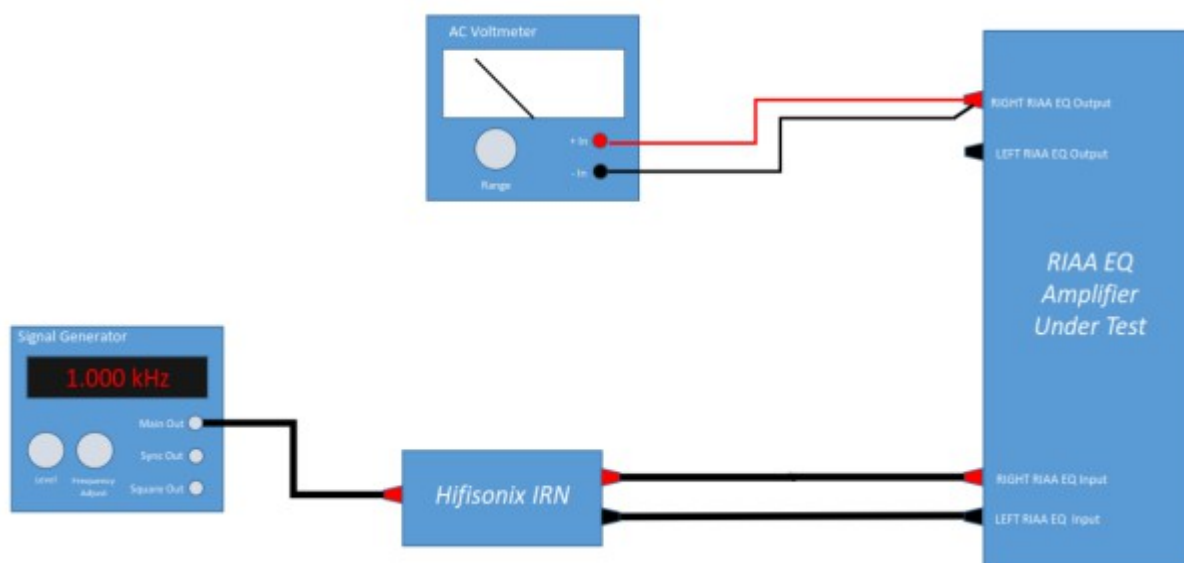 AC Voltmeter
+ In
- In
Range
RIGHT RIAA EQ Output
LEFT RIAA EQ Output
RIAA EQ
Amplifier
Under Test
Signal Generator
1.000 kHz
Main Out
Sync Out
Square Out
Level
Frequency
Adjust
Hifisonix IRN
RIGHT RIAA EQ Input
LEFT RIAA EQ Input